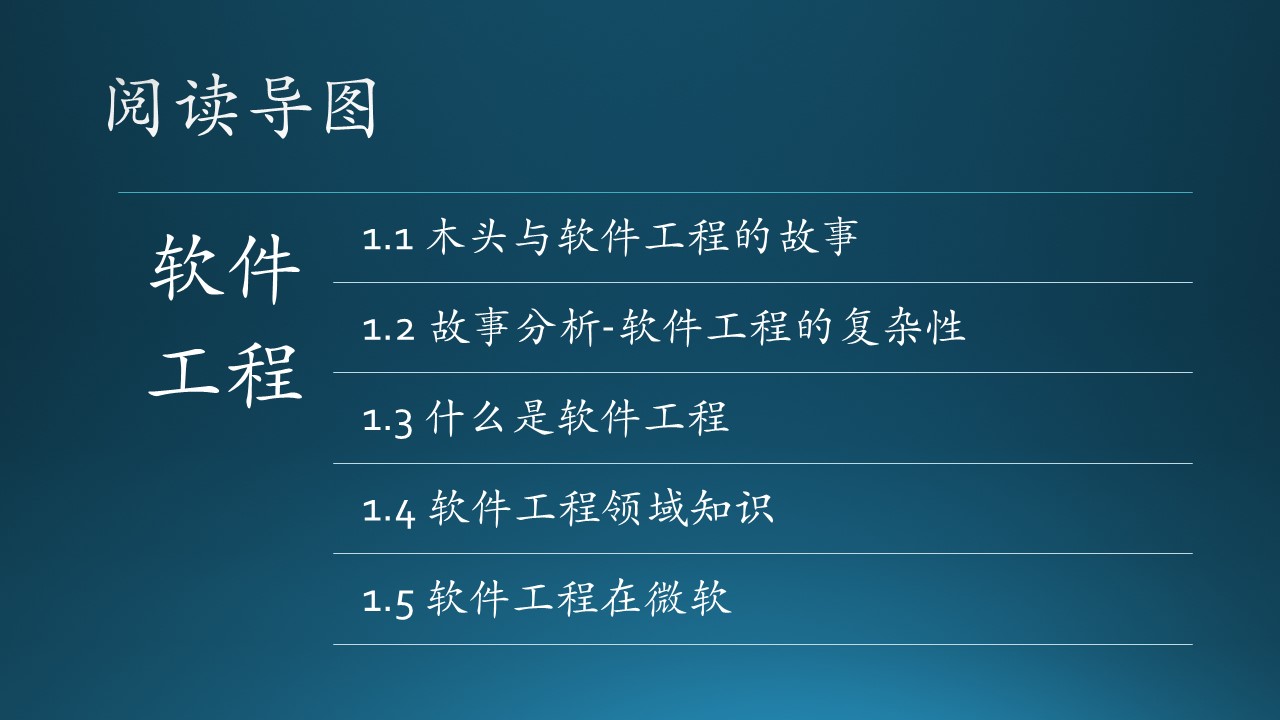 阅读导图
软件
工程
1.1 木头与软件工程的故事
1.2 故事分析-软件工程的复杂性
1.3 什么是软件工程
1.4 软件工程领域知识
1.5 软件工程在微软